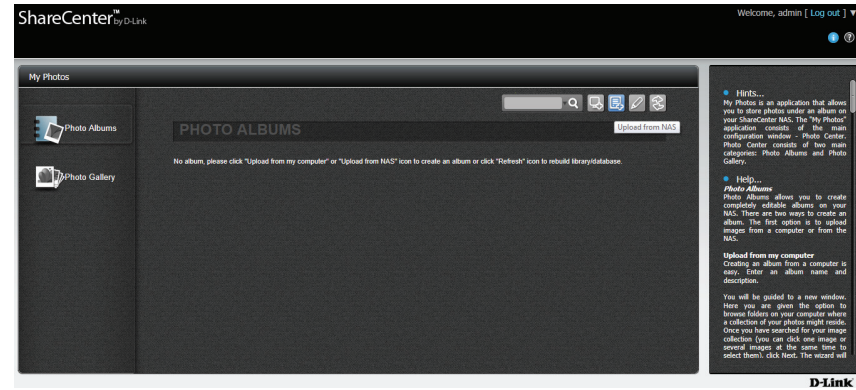 ShareCenter™ by D-Link
Welcome, admin [ Log out ] ▼
My Photos
Photo Albums
Photo Gallery
PHOTO ALBUMS
Upload from NAS
No album, please click "Upload from my computer" or "Upload from NAS" icon to create an album or click "Refresh" icon to rebuild library/database.
Hints...
My Photos is an application that allows
you to store photos under an album on
your ShareCenter NAS. The "My Photos"
application consists of the main
configuration window - Photo Center.
Photo Center consists of two main
categories: Photo Albums and Photo
Gallery.
Help...
Photo Albums
Photo Albums allows you to create
completely editable albums on your
NAS. There are two ways to create an
album. The first option is to upload
images from a computer or from the
NAS.
Upload from my computer
Creating an album from a computer is
easy. Enter an album name and
description.
You will be guided to a new window.
Here you are given the option to
browse folders on your computer where
a collection of your photos might reside.
Once you have searched for your image
collection (you can click one image or
several images at the same time to
select them), click Next. The wizard will
D-Link